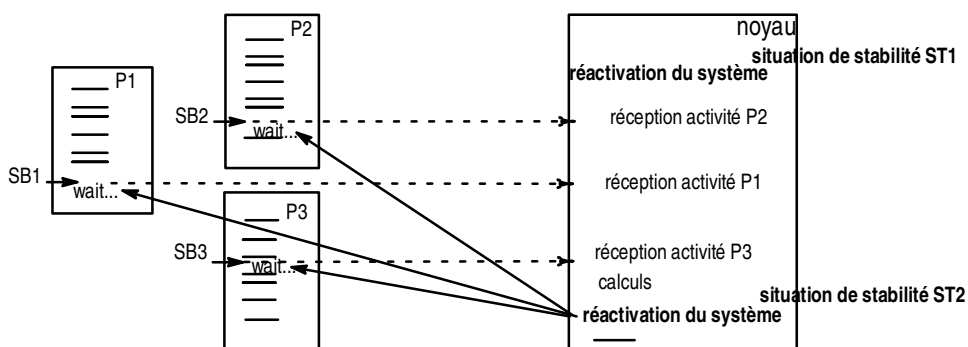 noyau
P2
situation de stabilité ST1
réactivation du système
P1
SB2
wait...
réception activité P2
SB1
wait...
réception activité P1
P3
SB3
wait...
réception activité P3
calculs
situation de stabilité ST2
réactivation du système